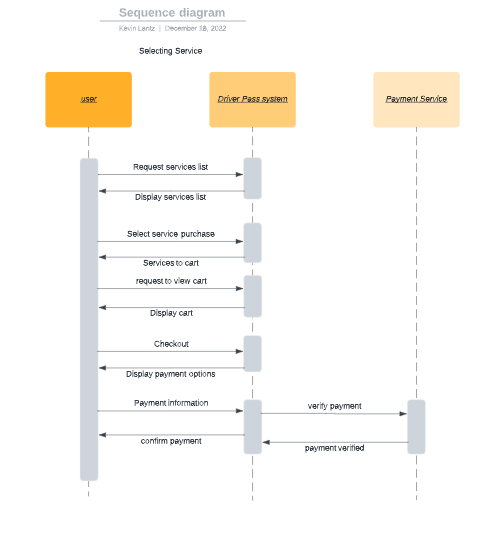 Sequence diagram
Kevin Lantz | December 18, 2022
Selecting Service
user
Driver Pass system
Payment Service
Request services list
Display services list
Select service purchase
Services to cart
request to view cart
Display cart
Checkout
Display payment options
Payment information
verify payment
confirm payment
payment verified